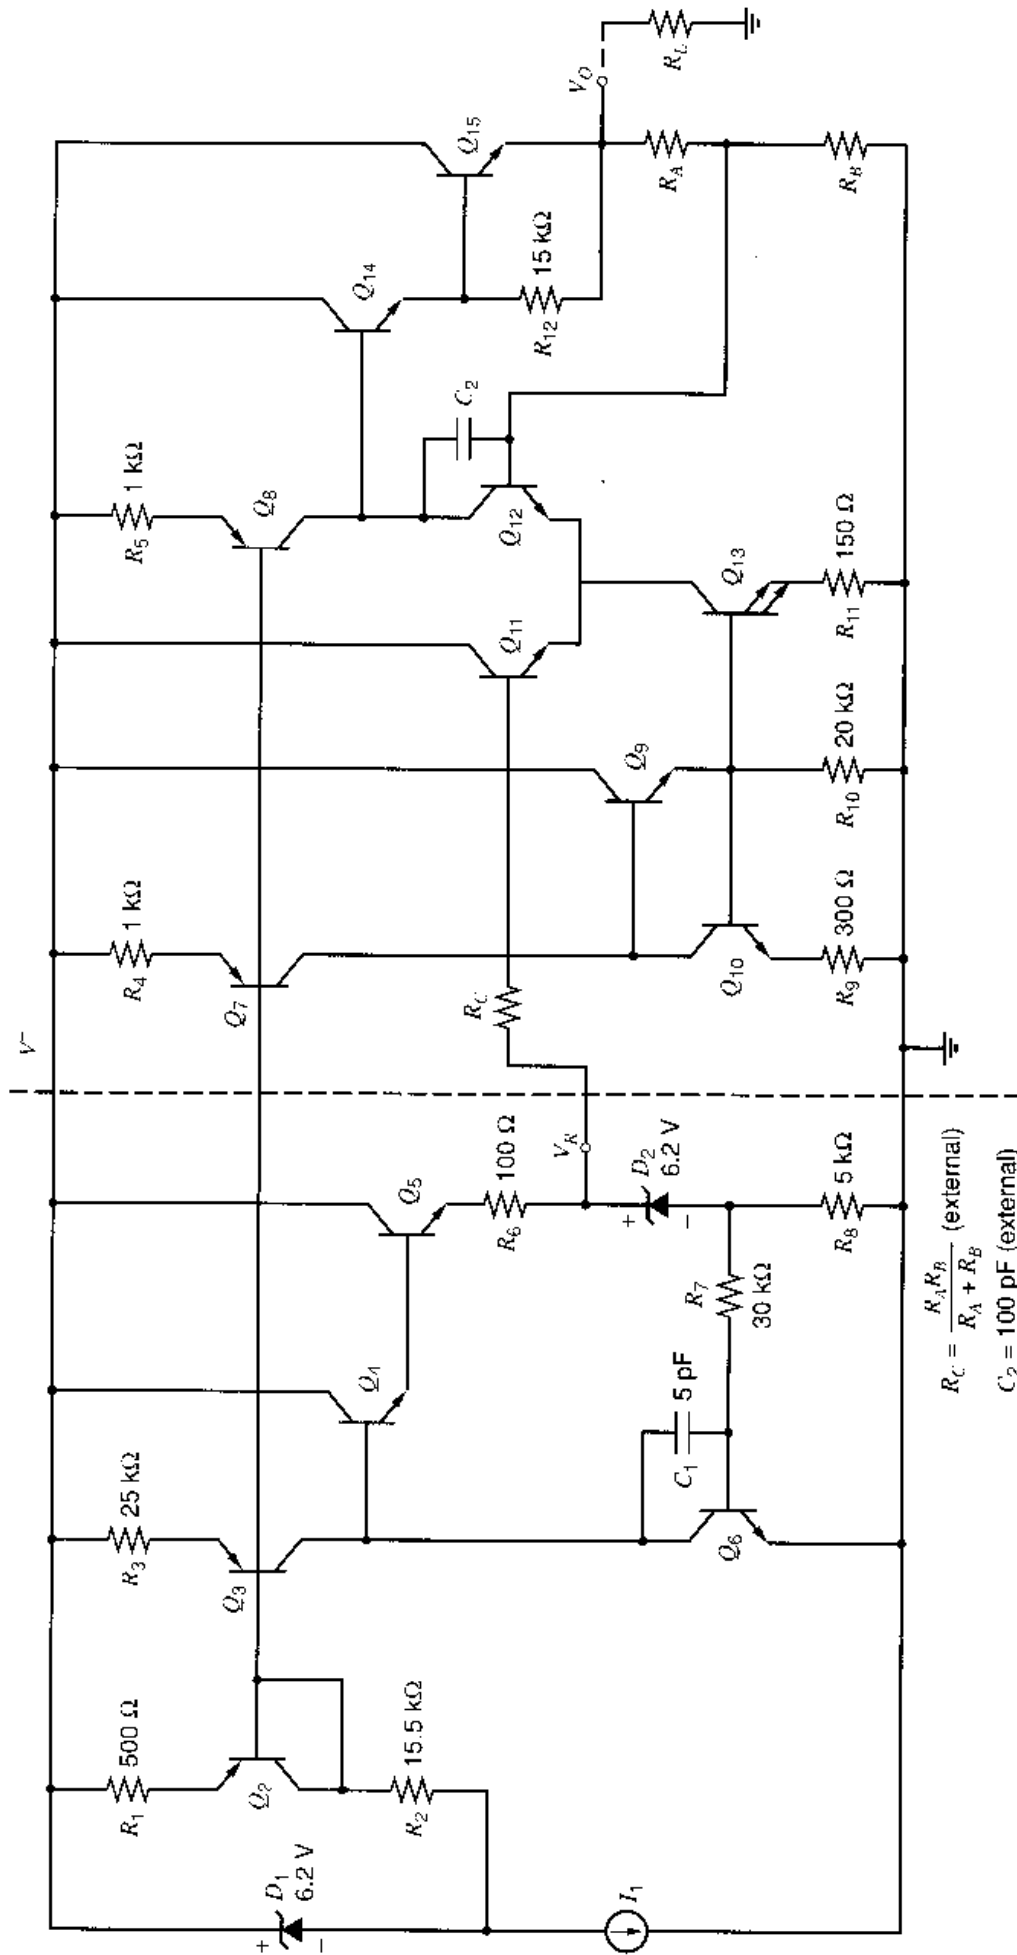 V⁻
R₁ 500 Ω
Q₂
R₂ 15.5 kΩ
D₁
6.2 V
+
−
I₁
R₃ 25 kΩ
Q₃
Q₄
Q₅
R₆ 100 Ω
V_R
+
−
D₂
6.2 V
C₁ 5 pF
R₇
30 kΩ
Q₆
R₈ 5 kΩ
R₄ 1 kΩ
Q₇
R_C
Q₉
Q₁₀
R₉ 300 Ω
R₁₀ 20 kΩ
R₅ 1 kΩ
Q₈
Q₁₁
Q₁₂
C₂
Q₁₃
R₁₁ 150 Ω
Q₁₄
Q₁₅
R₁₂ 15 kΩ
V_O
R_A
R_B
R_L
R_C = R_A R_B / (R_A + R_B) (external)
C₂ = 100 pF (external)